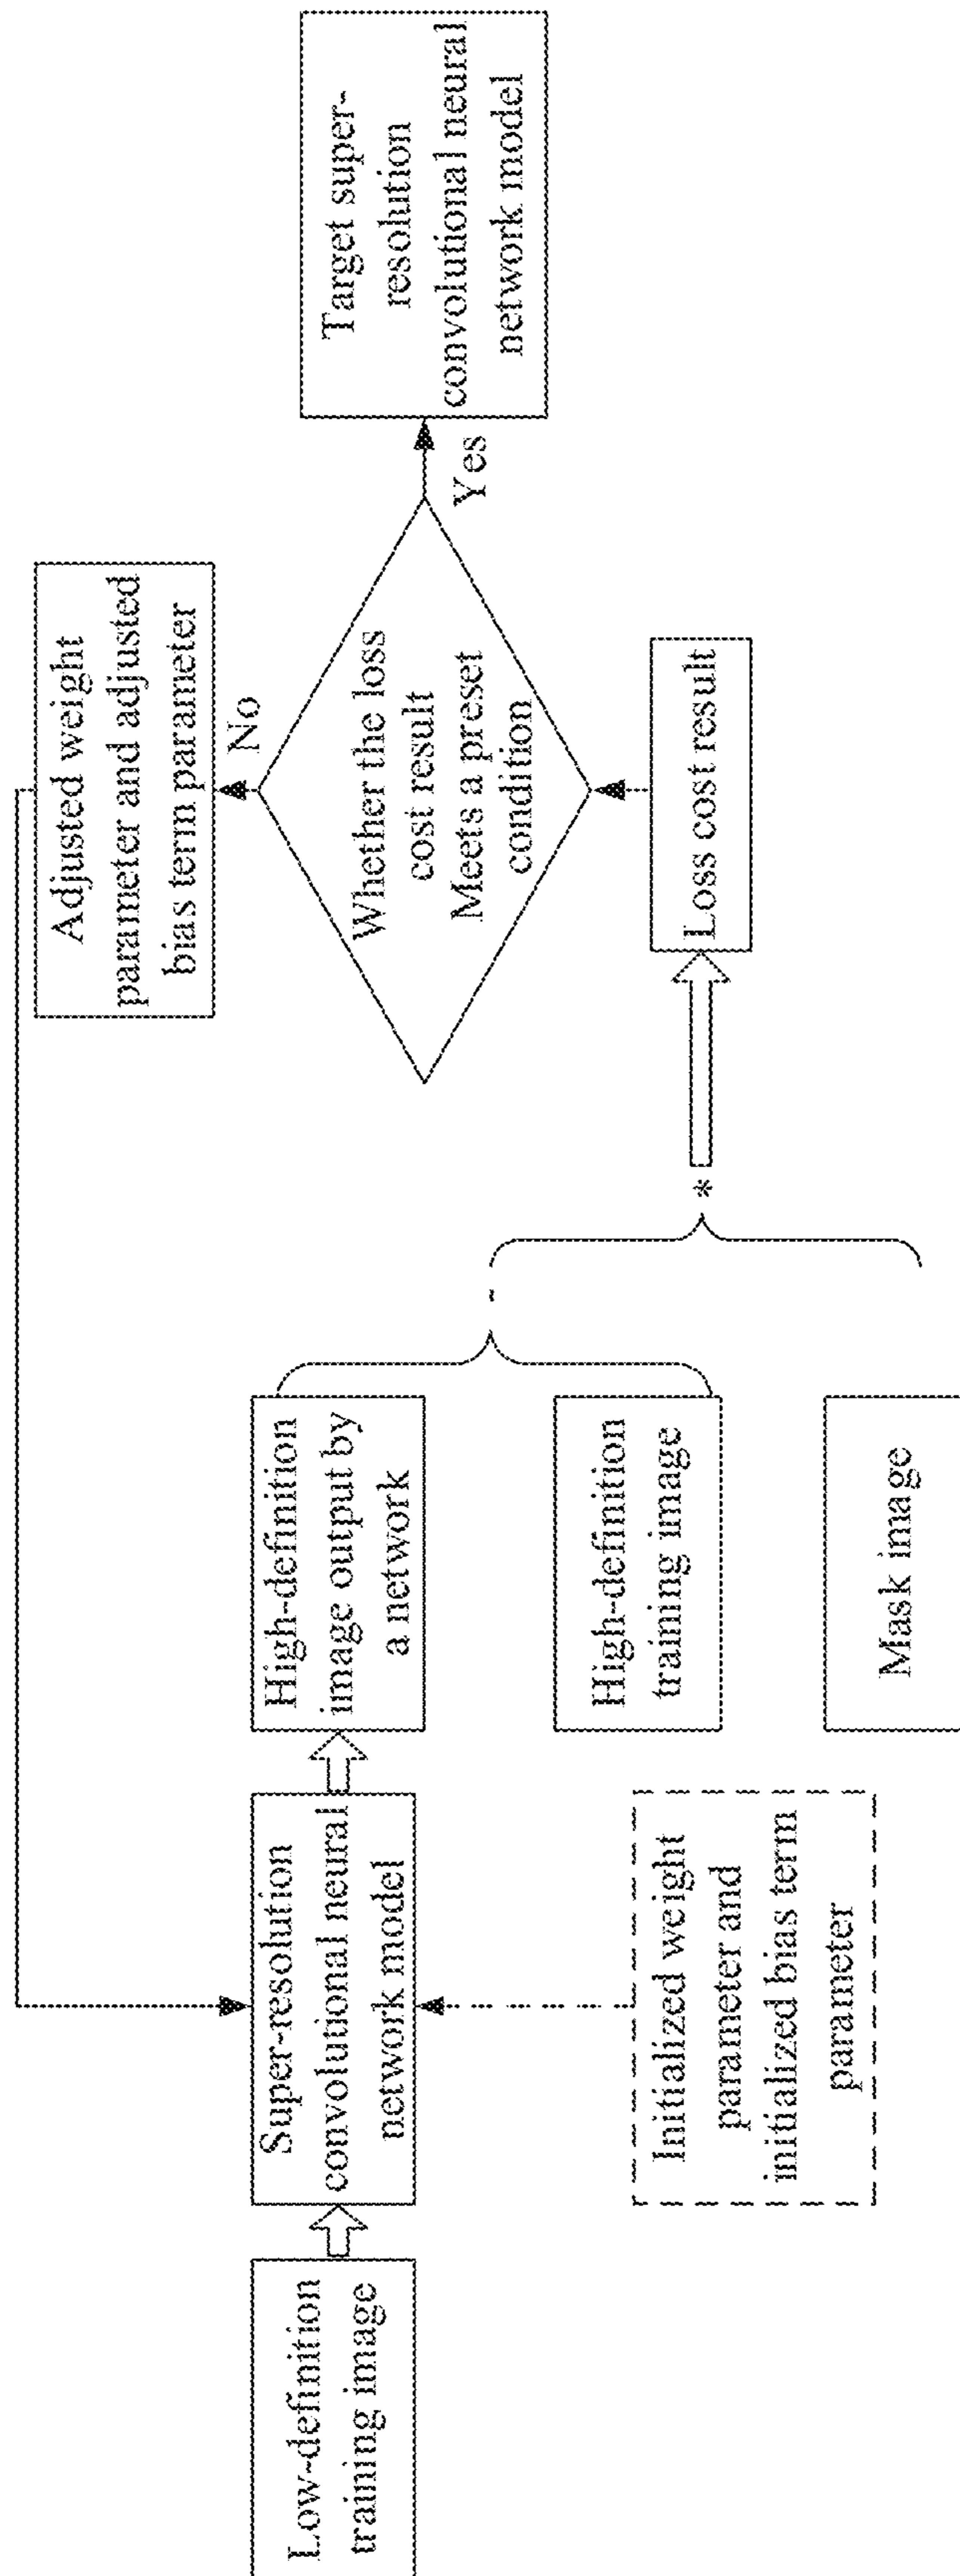 Low-definition
training image
Super-resolution
convolutional neural
network model
Initialized weight
parameter and
initialized bias term
parameter
High-definition
image output by
a network
High-definition
training image
Mask image
-
*
Loss cost result
Whether the loss
cost result
Meets a preset
condition
No
Adjusted weight
parameter and adjusted
bias term parameter
Yes
Target super-
resolution
convolutional neural
network model